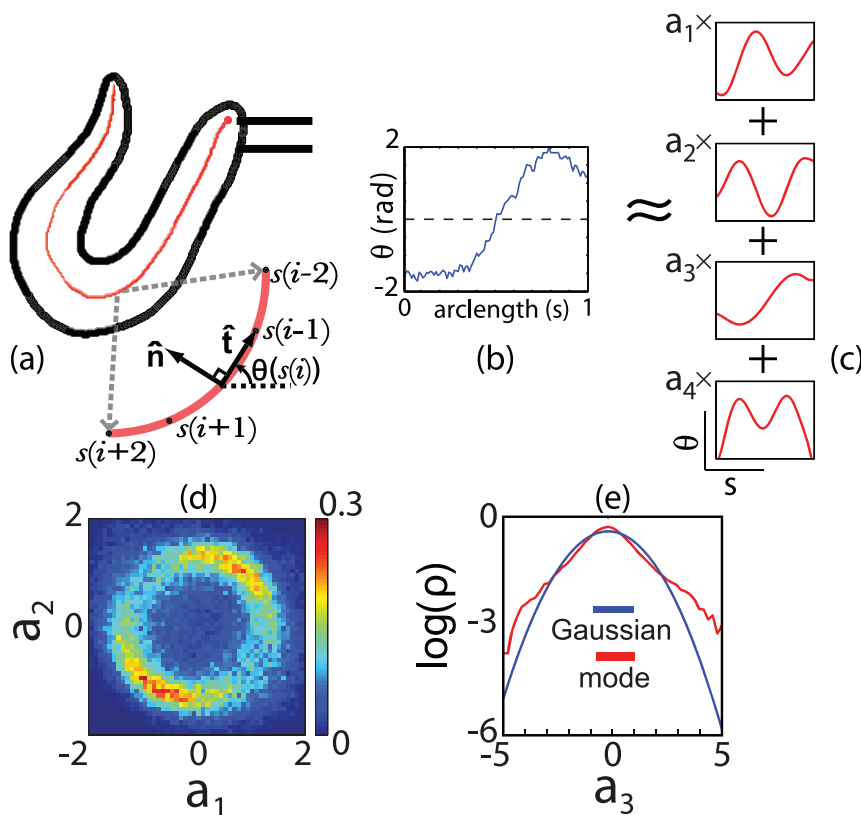 (a)
s(i-2)
s(i-1)
n̂
t̂
θ(s(i))
s(i+1)
s(i+2)
2
θ (rad)
-2
0
arclength (s)
1
(b)
≈
a1×
+
a2×
+
a3×
+
a4×
θ
s
(c)
(d)
2
a2
0
-2
0
2
a1
0.3
0
(e)
0
log(ρ)
-3
-6
Gaussian
mode
-5
0
5
a3